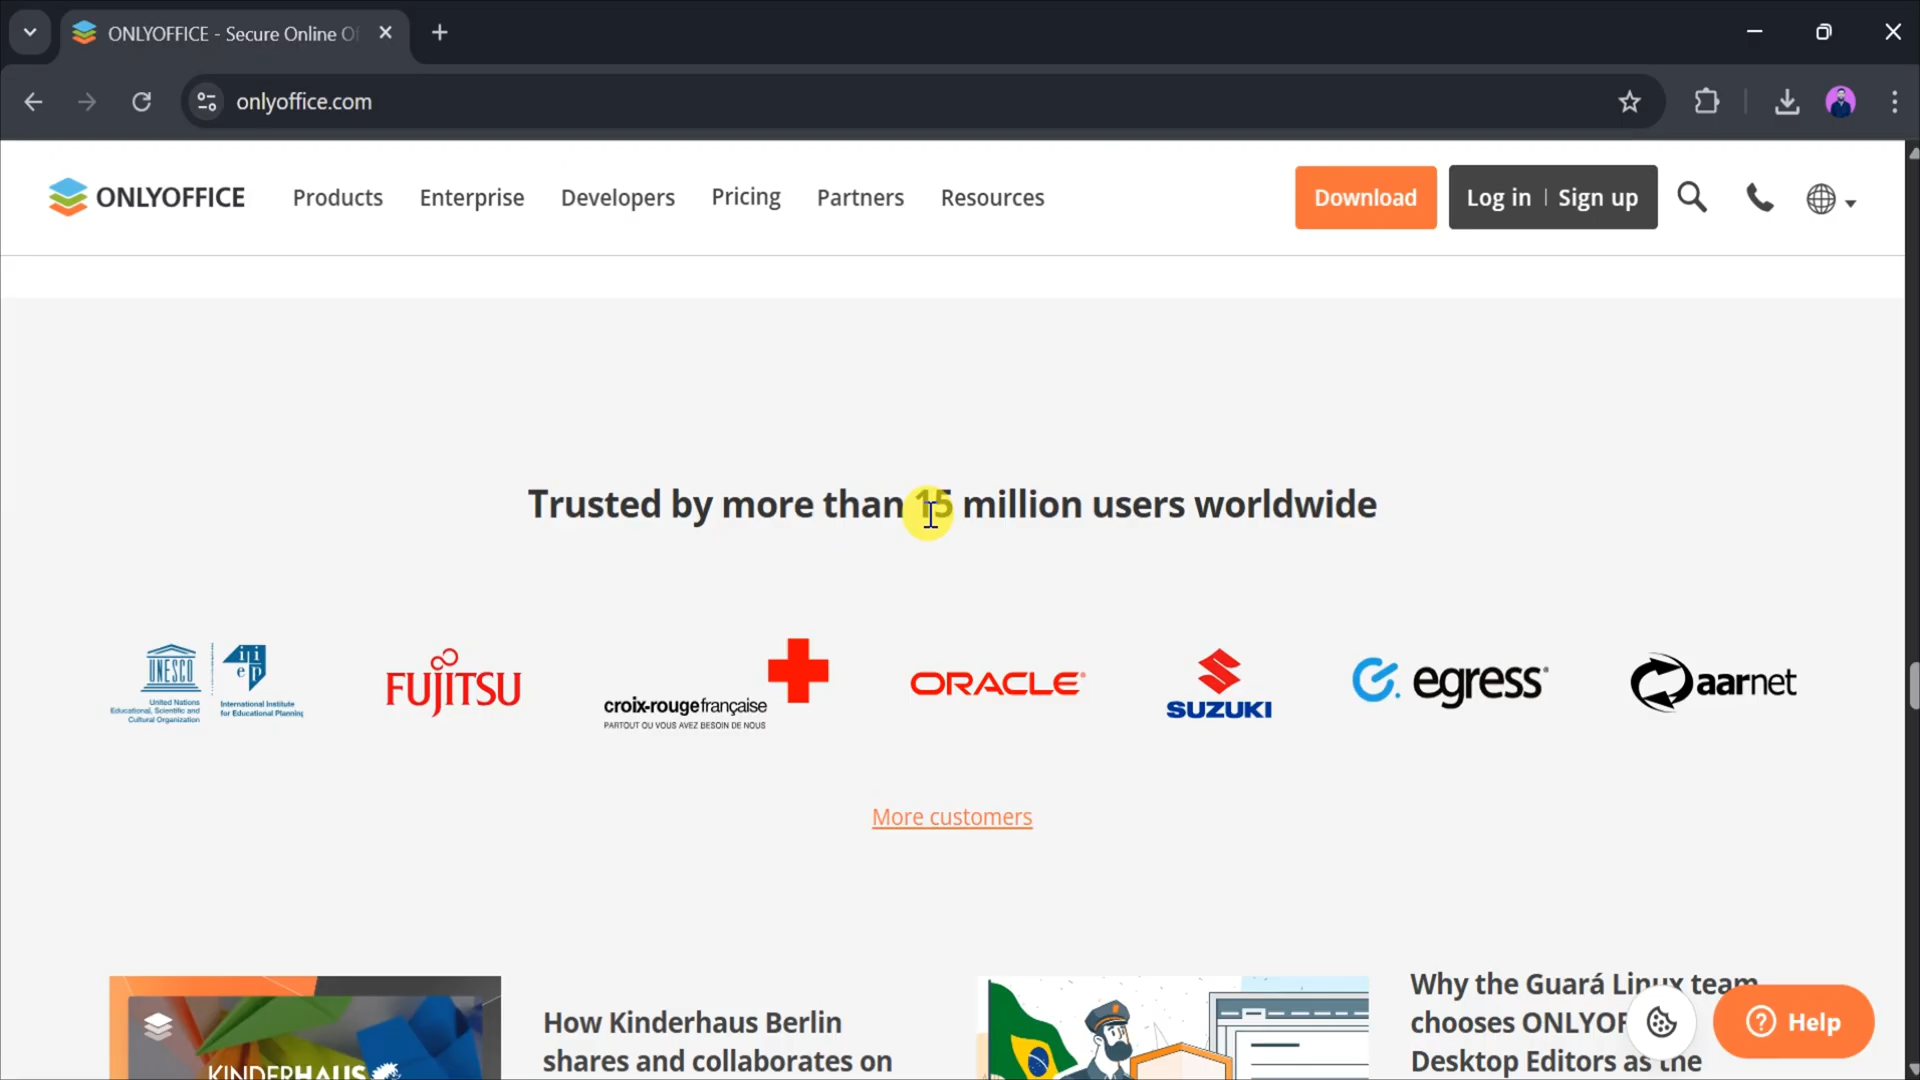 ONLYOFFICE - Secure Online O
onlyoffice.com
ONLYOFFICE Products Enterprise Developers Pricing Partners Resources Download Log in | Sign up
Trusted by more than 15 million users worldwide
UNESCO
United Nations
Educational, Scientific and
Cultural Organization
iiep
International Institute
for Educational Planning
FUJITSU
croix-rouge française
PARTOUT OU VOUS AVEZ BESOIN DE NOUS
ORACLE
SUZUKI
egress
aarnet
More customers
KINDERHAUS
How Kinderhaus Berlin
shares and collaborates on
Why the Guará Linux team
chooses ONLYOF
Desktop Editors as the
Help